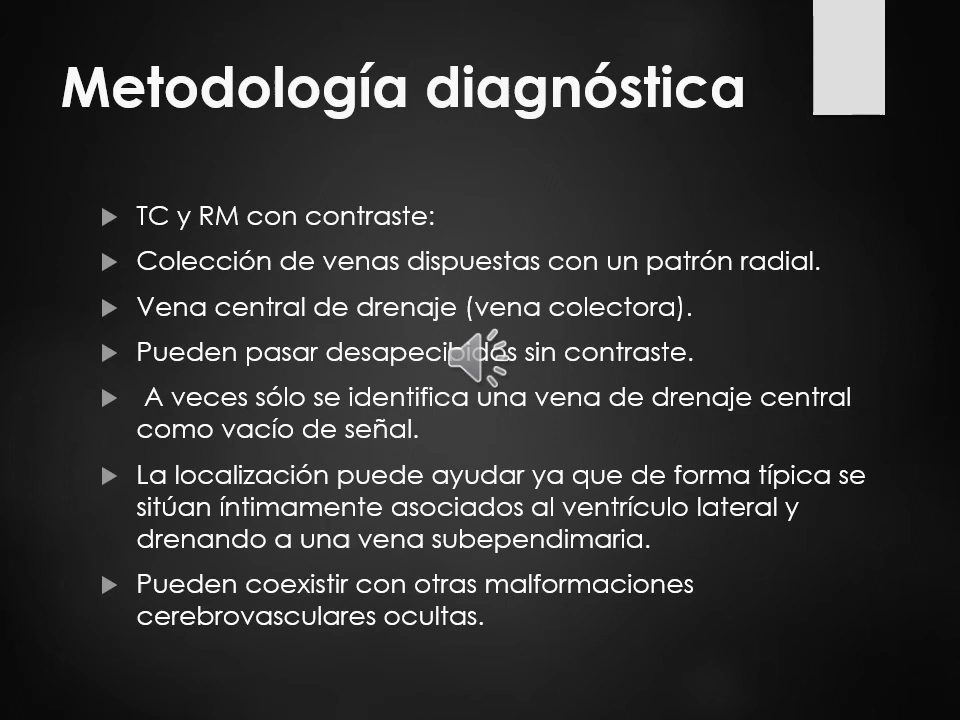 Metodología diagnóstica
TC y RM con contraste:
Colección de venas dispuestas con un patrón radial.
Vena central de drenaje (vena colectora).
Pueden pasar desapecibidos sin contraste.
A veces sólo se identifica una vena de drenaje central
como vacío de señal.
La localización puede ayudar ya que de forma típica se
sitúan íntimamente asociados al ventrículo lateral y
drenando a una vena subependimaria.
Pueden coexistir con otras malformaciones
cerebrovasculares ocultas.